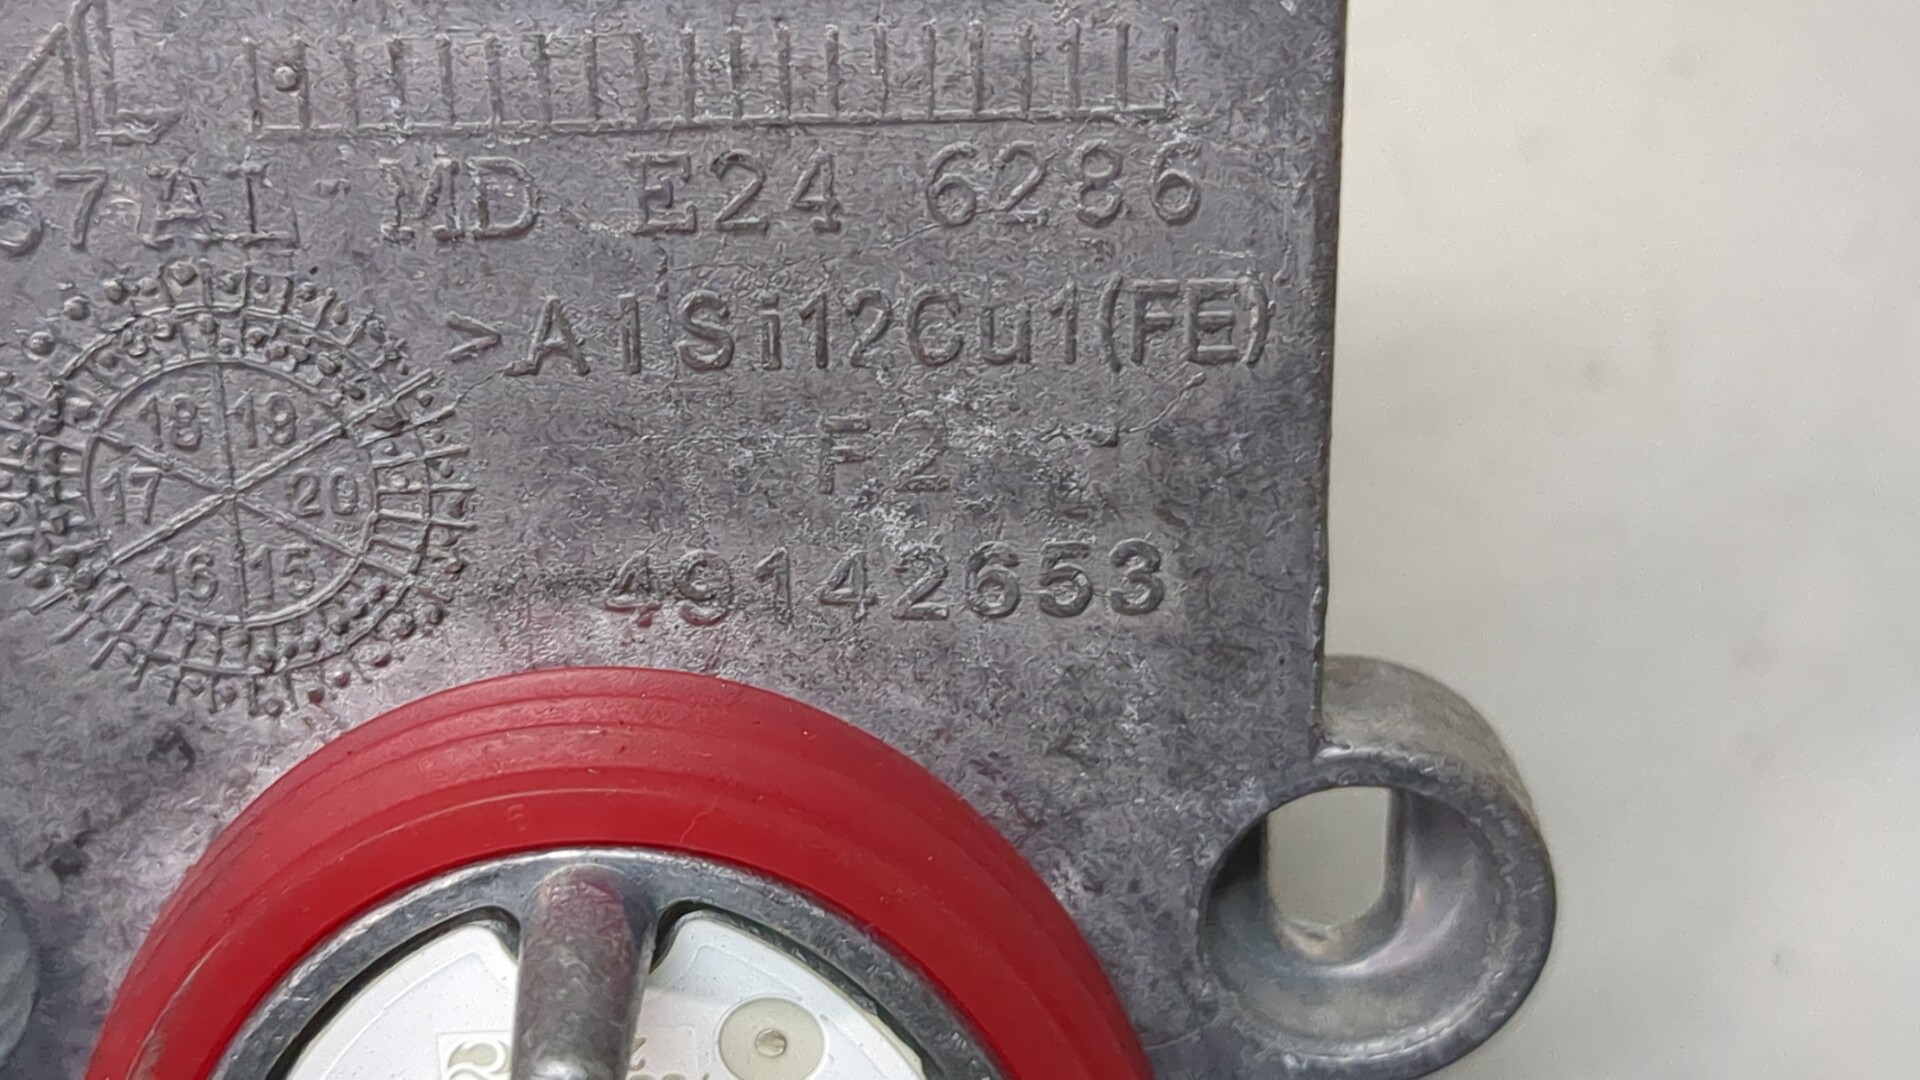 57AL-MD E24 6286
>AlSi12Cu1(FE)
F2
18 19
17 20
16 15
49142653